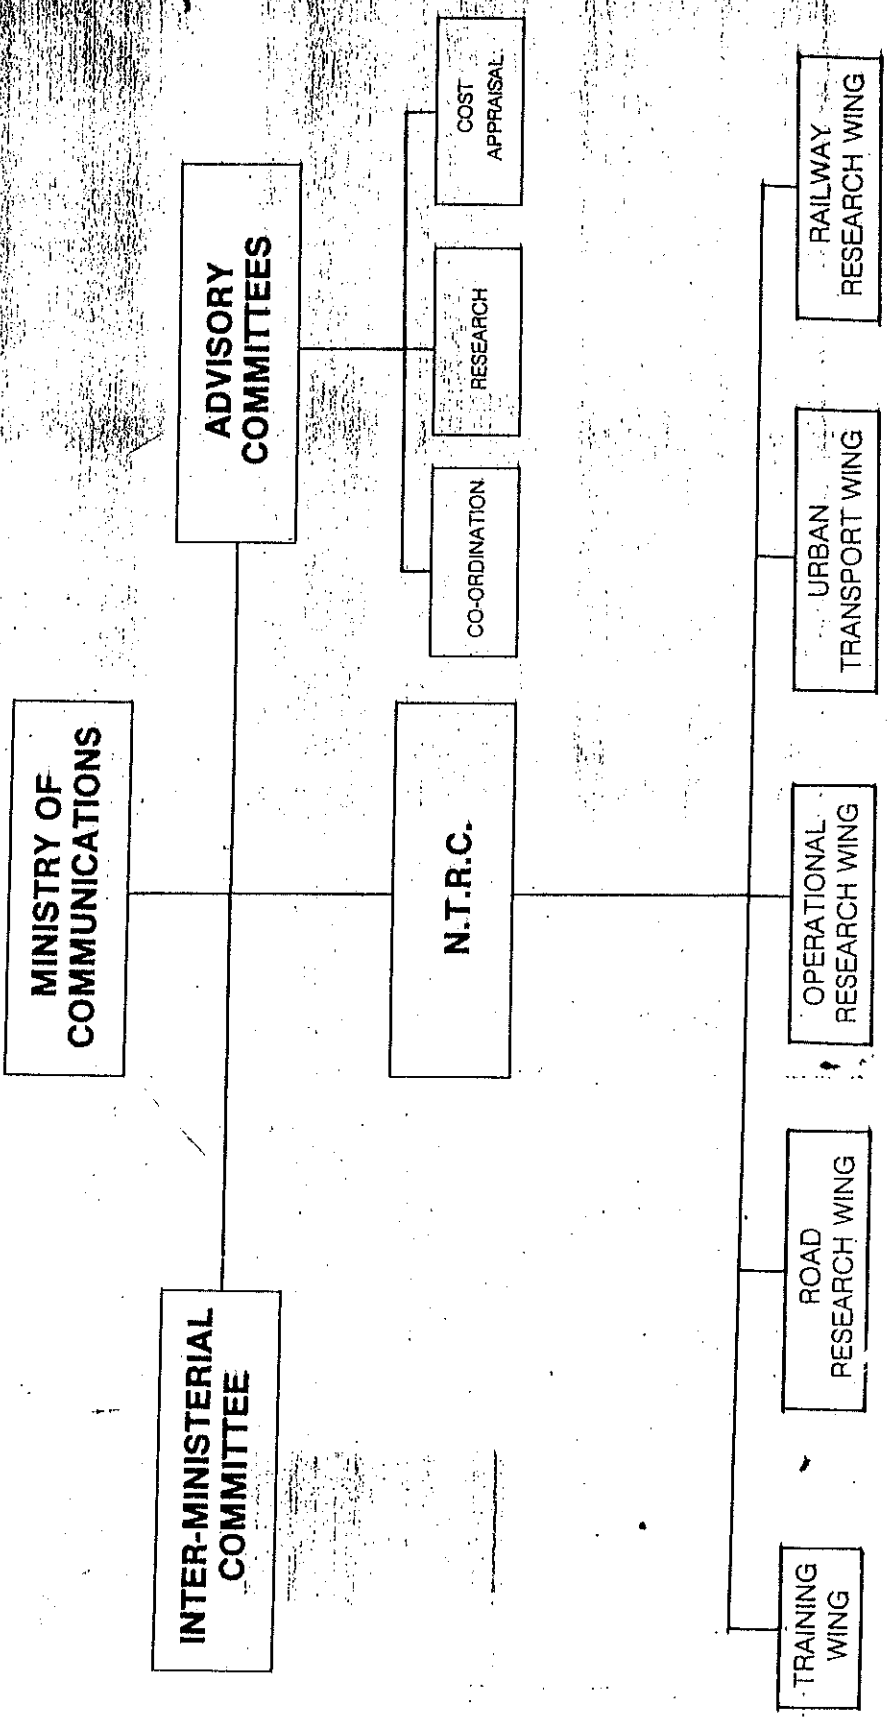 MINISTRY OF
COMMUNICATIONS
INTER-MINISTERIAL
COMMITTEE
ADVISORY
COMMITTEES
N.T.R.C.
CO-ORDINATION
RESEARCH
COST
APPRAISAL
TRAINING
WING
ROAD
RESEARCH WING
OPERATIONAL
RESEARCH WING
URBAN
TRANSPORT WING
RAILWAY
RESEARCH WING